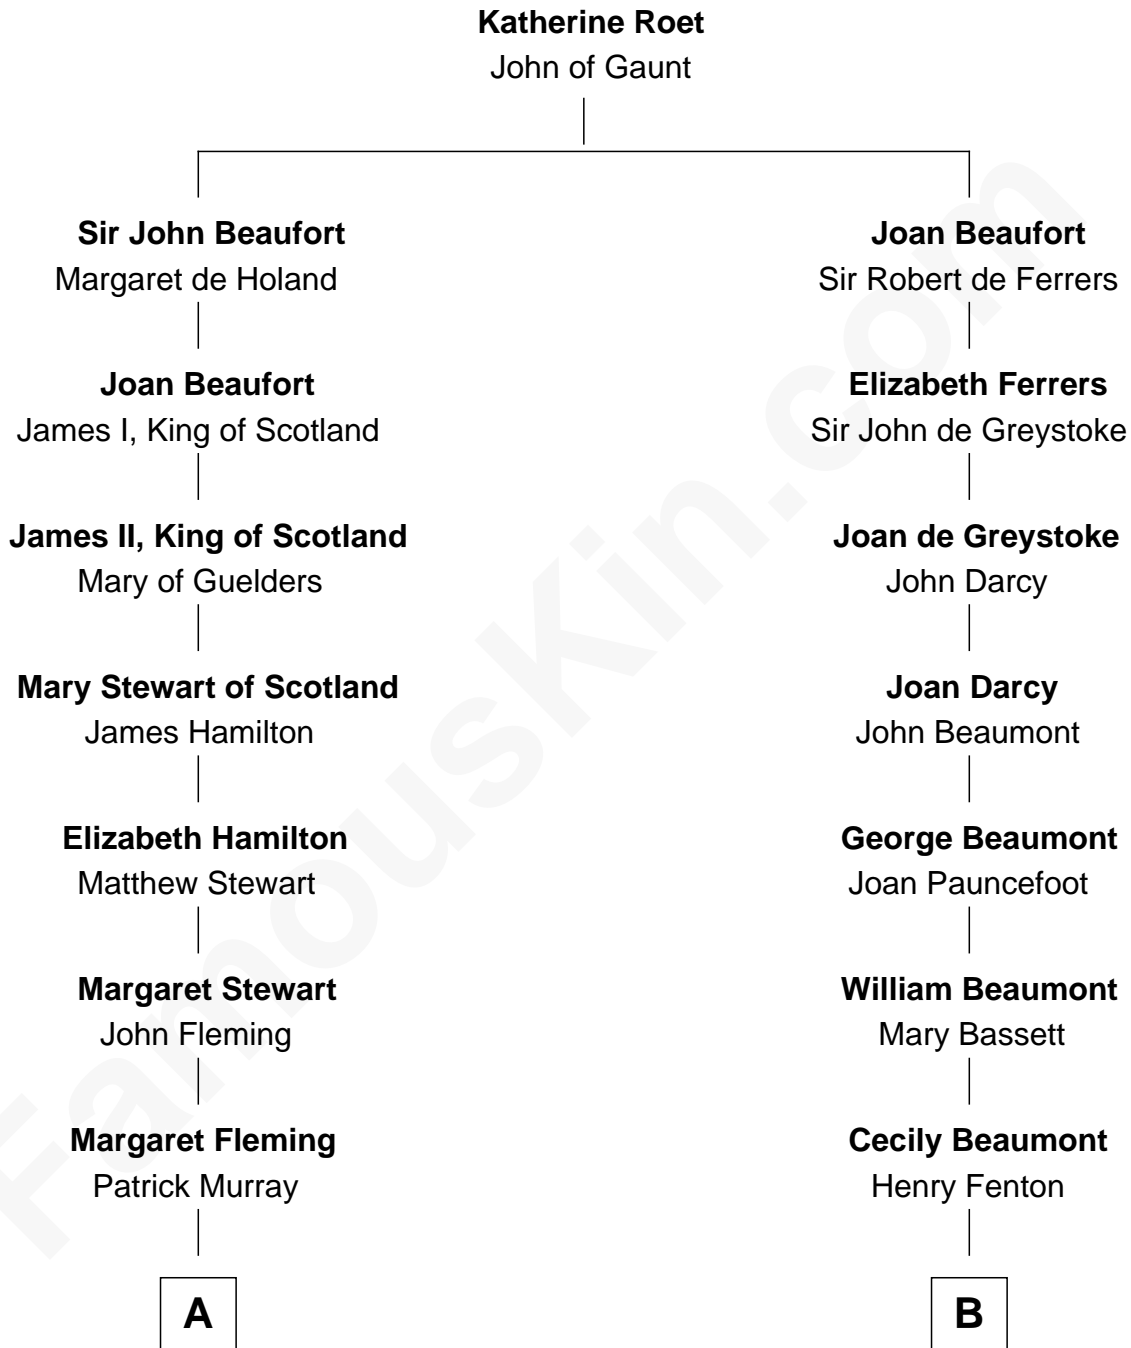 Katherine Roet
John of Gaunt
Sir John Beaufort
Margaret de Holand
Joan Beaufort
James I, King of Scotland
James II, King of Scotland
Mary of Guelders
Mary Stewart of Scotland
James Hamilton
Elizabeth Hamilton
Matthew Stewart
Margaret Stewart
John Fleming
Margaret Fleming
Patrick Murray
A
Joan Beaufort
Sir Robert de Ferrers
Elizabeth Ferrers
Sir John de Greystoke
Joan de Greystoke
John Darcy
Joan Darcy
John Beaumont
George Beaumont
Joan Pauncefoot
William Beaumont
Mary Bassett
Cecily Beaumont
Henry Fenton
B
FamousKin.com